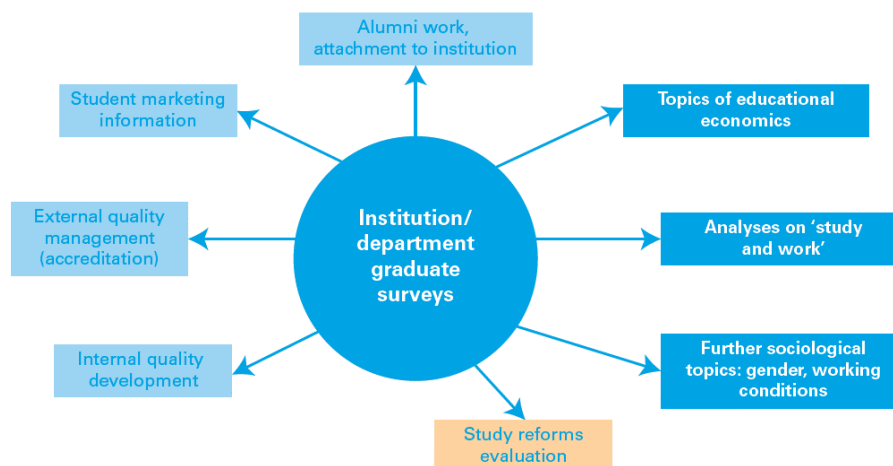 Alumni work,
attachment to institution
Student marketing
information
Topics of educational
economics
External quality
management
(accreditation)
Institution/
department
graduate
surveys
Analyses on ‘study
and work’
Internal quality
development
Further sociological
topics: gender, working
conditions
Study reforms
evaluation